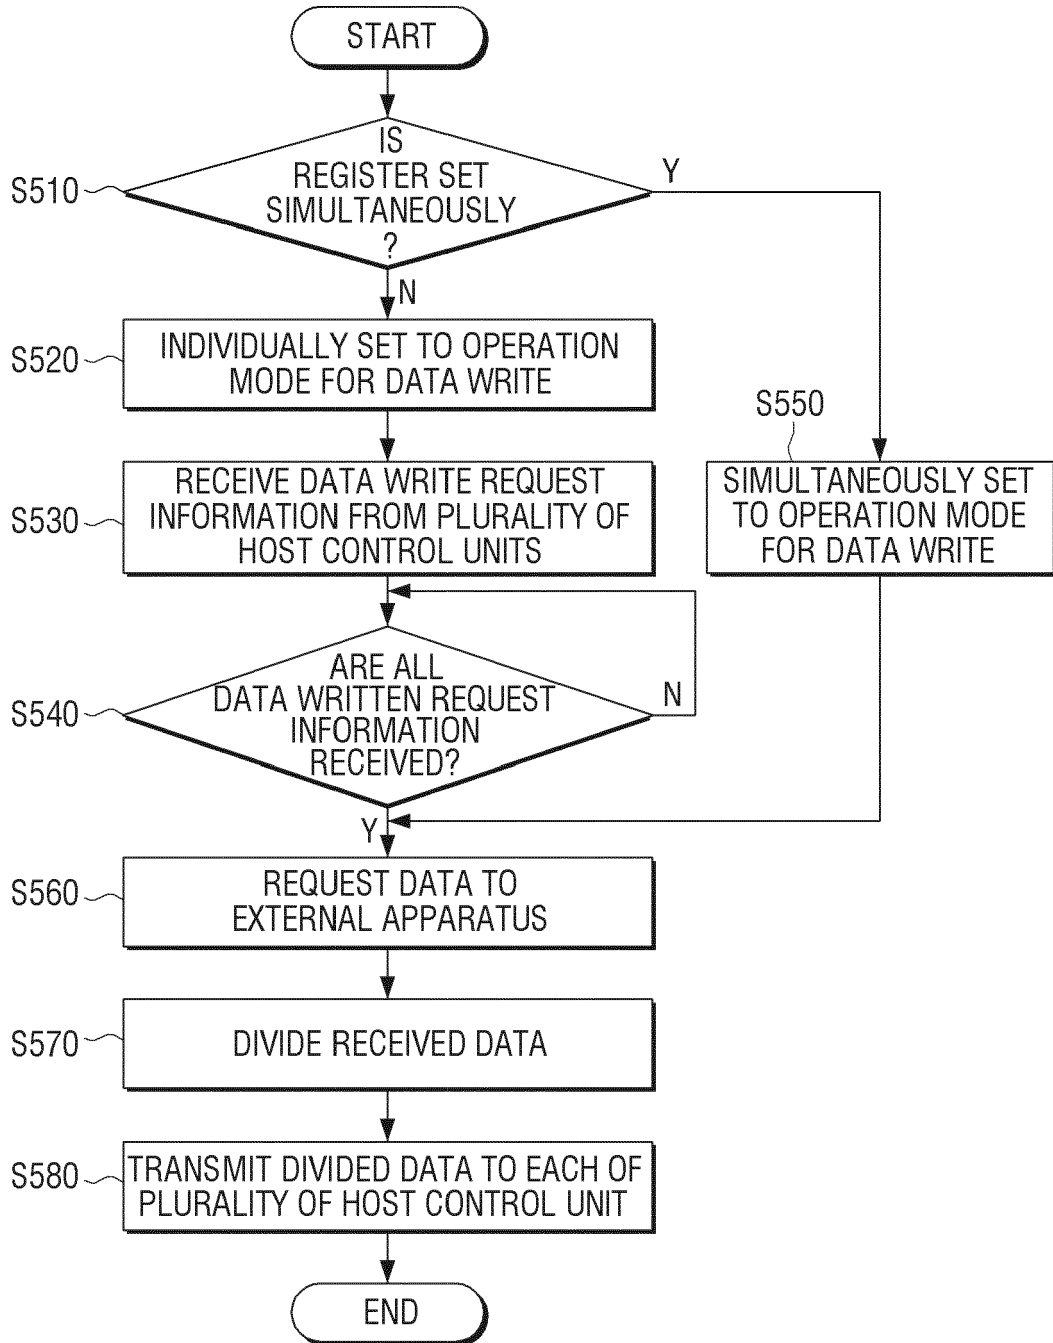 START
S510
IS
REGISTER SET
SIMULTANEOUSLY
?
Y
N
S520
INDIVIDUALLY SET TO OPERATION
MODE FOR DATA WRITE
S530
RECEIVE DATA WRITE REQUEST
INFORMATION FROM PLURALITY OF
HOST CONTROL UNITS
S550
SIMULTANEOUSLY SET
TO OPERATION MODE
FOR DATA WRITE
S540
ARE ALL
DATA WRITTEN REQUEST
INFORMATION
RECEIVED?
N
Y
S560
REQUEST DATA TO
EXTERNAL APPARATUS
S570
DIVIDE RECEIVED DATA
S580
TRANSMIT DIVIDED DATA TO EACH OF
PLURALITY OF HOST CONTROL UNIT
END